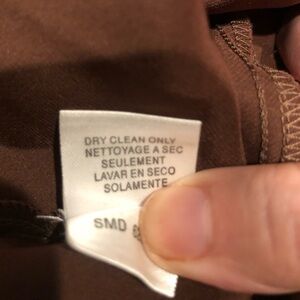 DRY CLEAN ONLY
NETTOYAGE A SEC
SEULEMENT
LAVAR EN SECO
SOLAMENTE
SMD